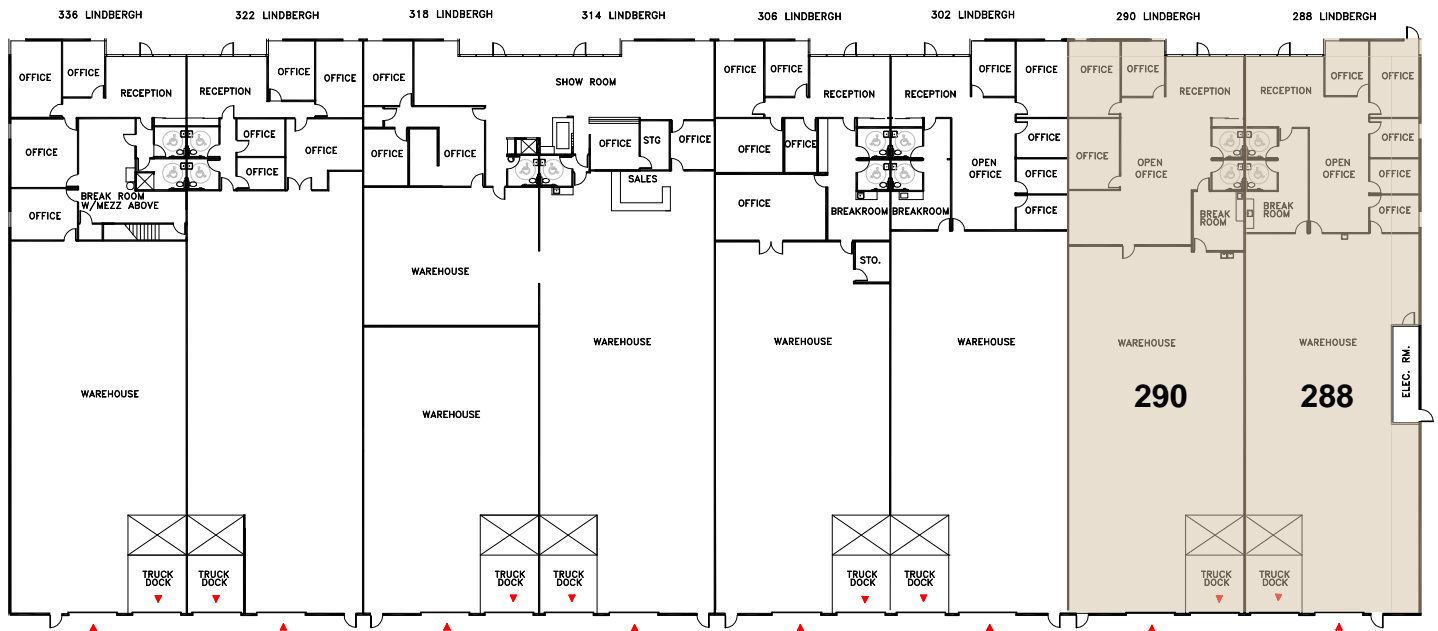 336 LINDBERGH
322 LINDBERGH
318 LINDBERGH
314 LINDBERGH
306 LINDBERGH
302 LINDBERGH
290 LINDBERGH
288 LINDBERGH
OFFICE
OFFICE
RECEPTION
OFFICE
OFFICE
BREAK ROOM
W/MEZZ ABOVE
WAREHOUSE
TRUCK
DOCK
RECEPTION
OFFICE
OFFICE
OFFICE
OFFICE
OFFICE
TRUCK
DOCK
OFFICE
OFFICE
OFFICE
WAREHOUSE
WAREHOUSE
TRUCK
DOCK
SHOW ROOM
OFFICE
STG
OFFICE
SALES
WAREHOUSE
TRUCK
DOCK
OFFICE
OFFICE
RECEPTION
OFFICE
OFFICE
OFFICE
BREAKROOM
STO.
WAREHOUSE
TRUCK
DOCK
RECEPTION
OFFICE
OFFICE
OFFICE
OPEN
OFFICE
OFFICE
OFFICE
BREAKROOM
WAREHOUSE
TRUCK
DOCK
OFFICE
OFFICE
RECEPTION
OFFICE
OPEN
OFFICE
BREAK
ROOM
WAREHOUSE
290
TRUCK
DOCK
RECEPTION
OFFICE
OFFICE
OFFICE
OPEN
OFFICE
OFFICE
OFFICE
BREAK
ROOM
WAREHOUSE
288
ELEC. RM.
TRUCK
DOCK